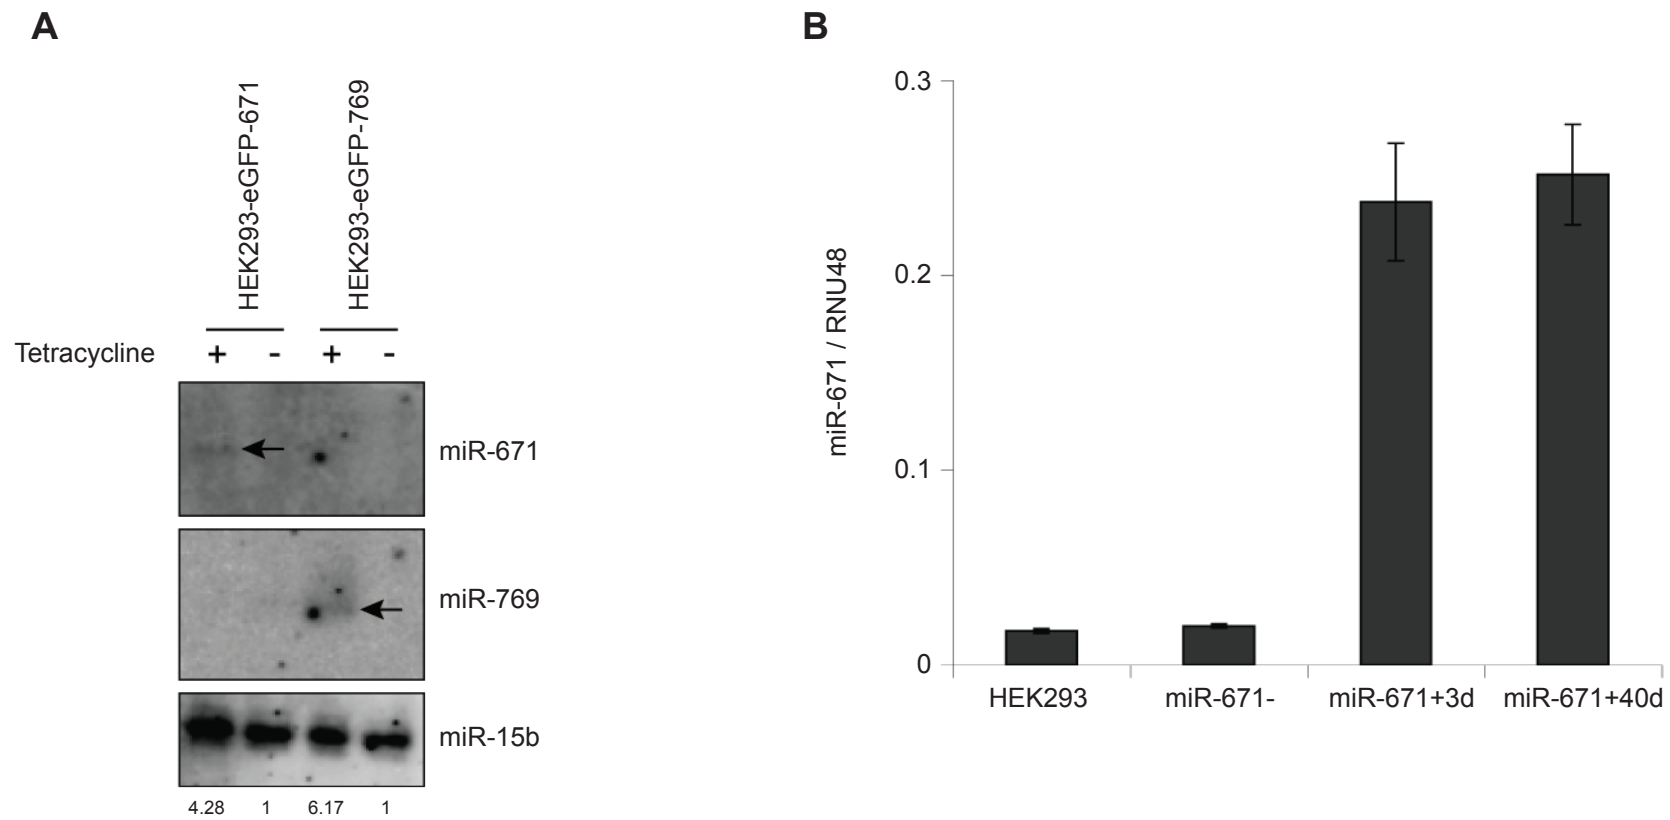 A
HEK293-eGFP-671
HEK293-eGFP-769
Tetracycline + - + -
miR-671
miR-769
miR-15b
4.28 1 6.17 1
B
miR-671 / RNU48
0.3
0.2
0.1
0
HEK293 miR-671- miR-671+3d miR-671+40d